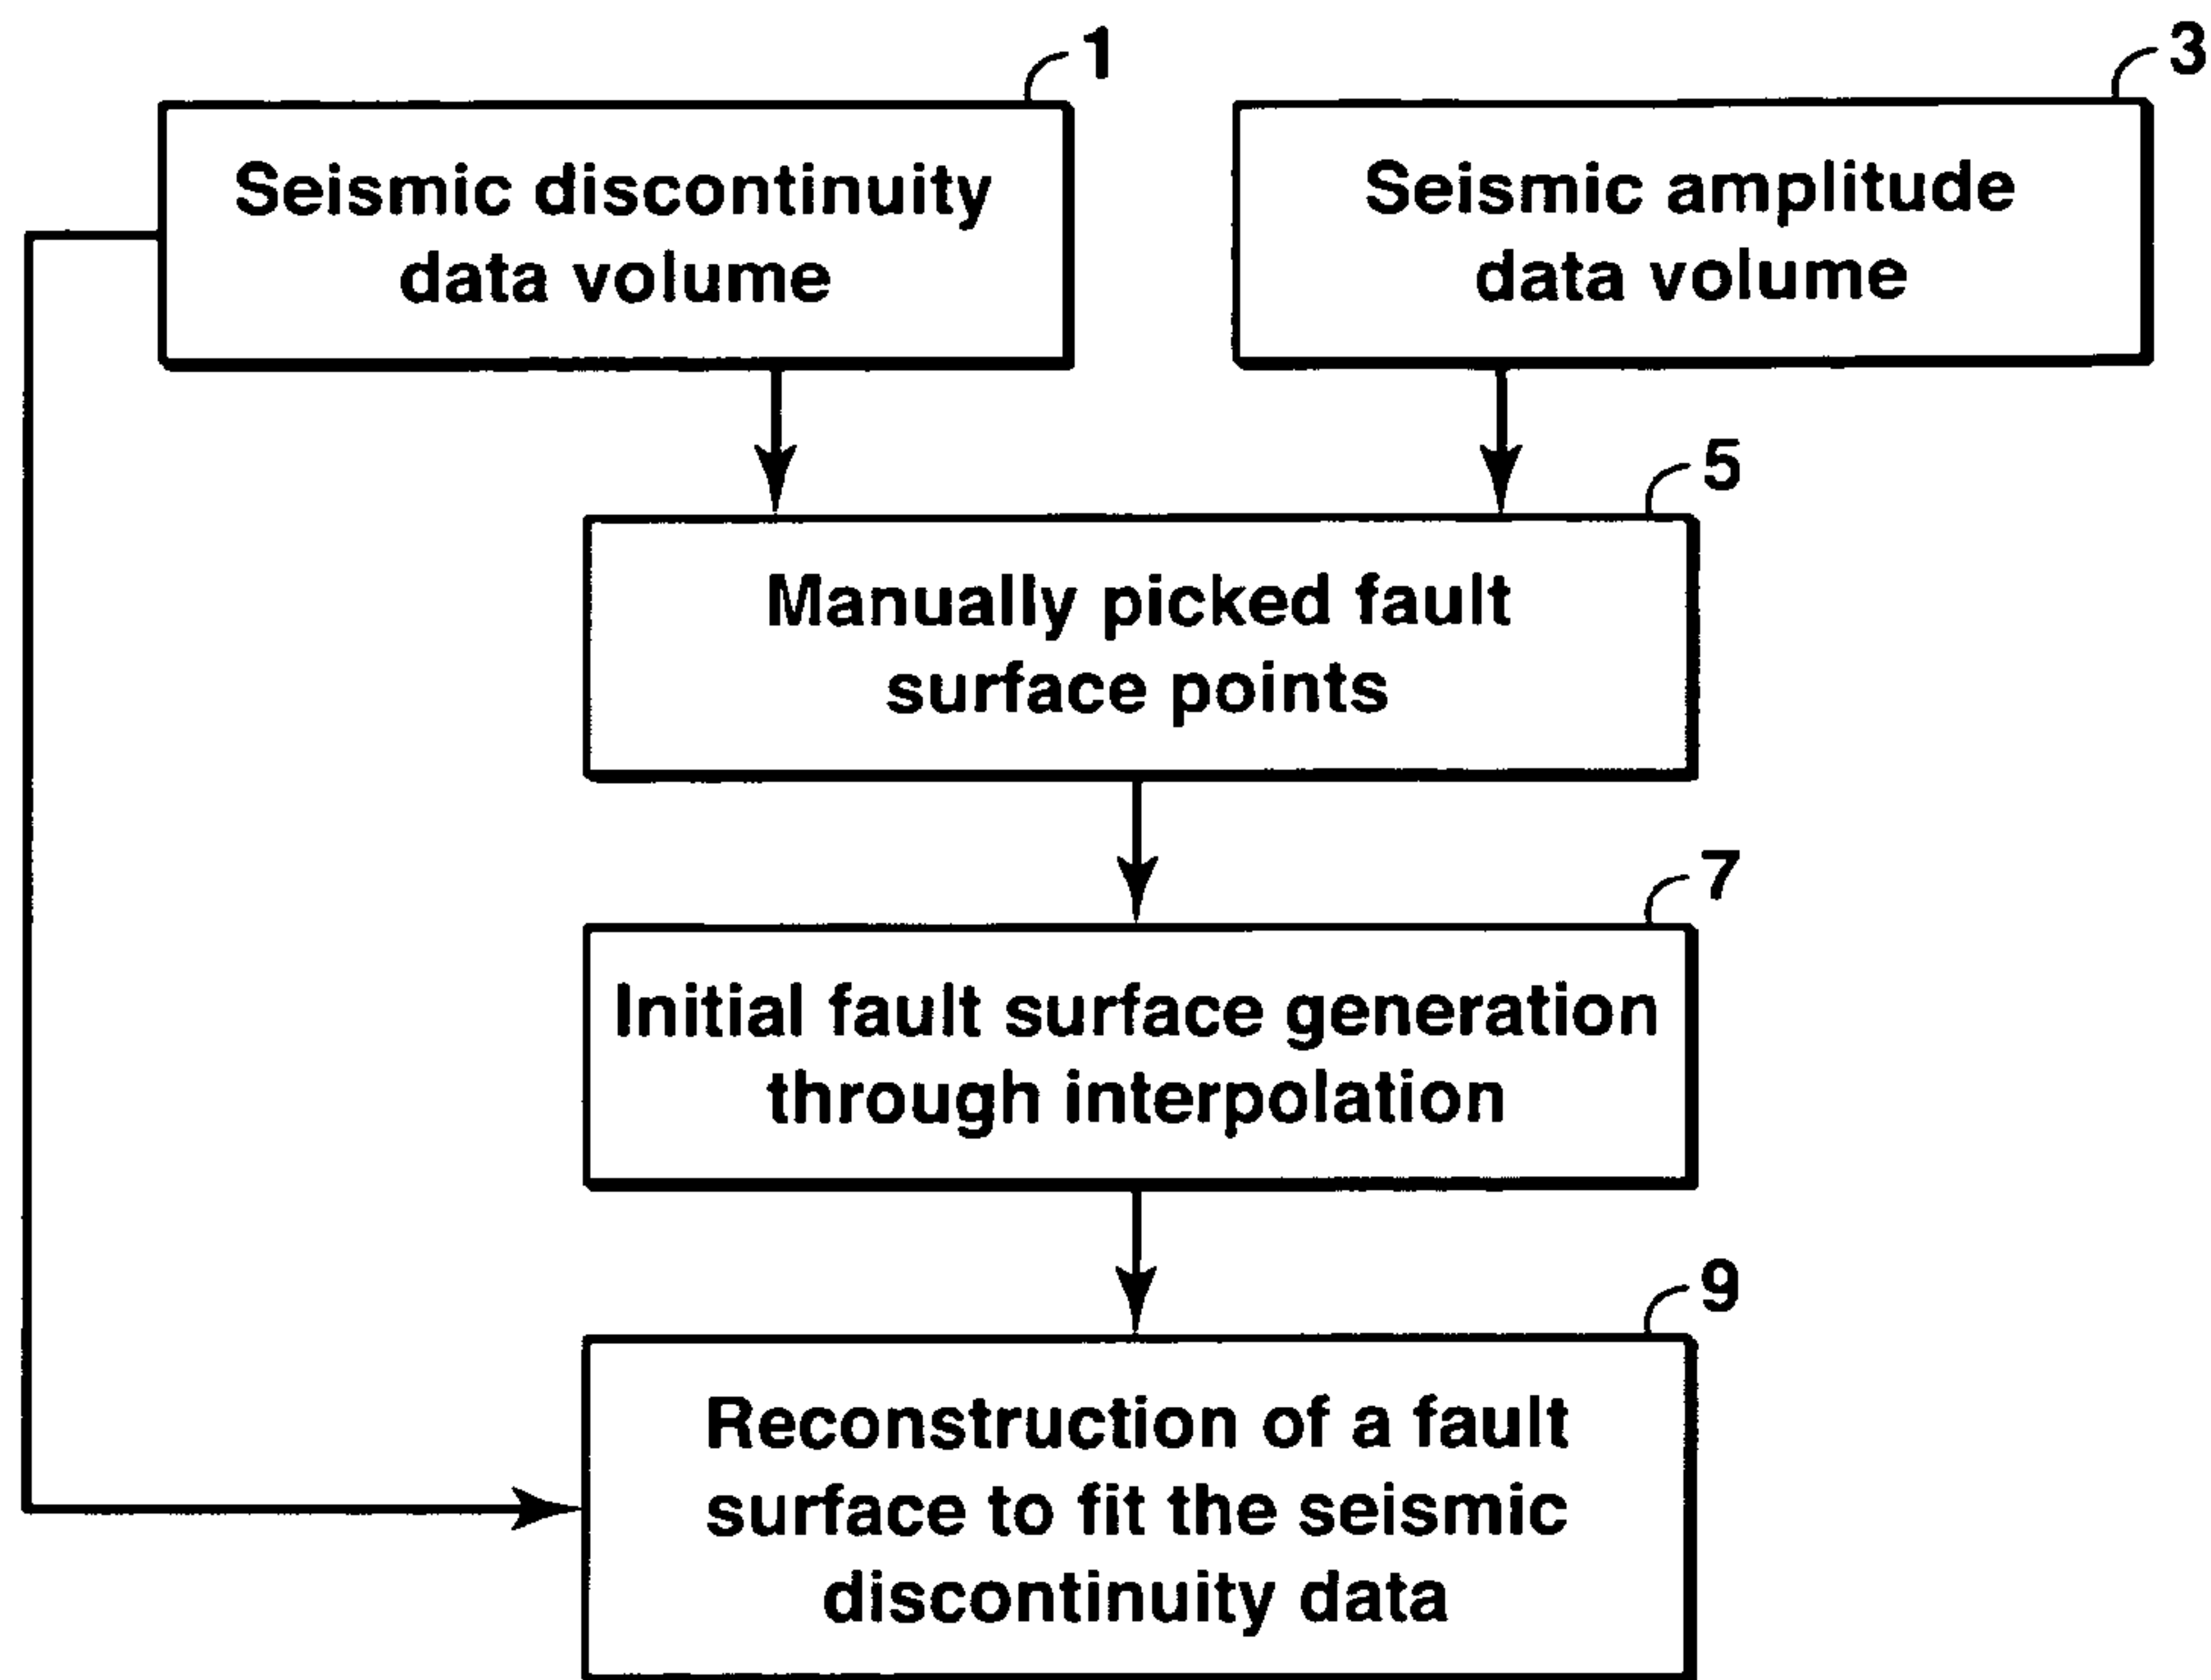 1
Seismic discontinuity
data volume
3
Seismic amplitude
data volume
5
Manually picked fault
surface points
7
Initial fault surface generation
through interpolation
9
Reconstruction of a fault
surface to fit the seismic
discontinuity data